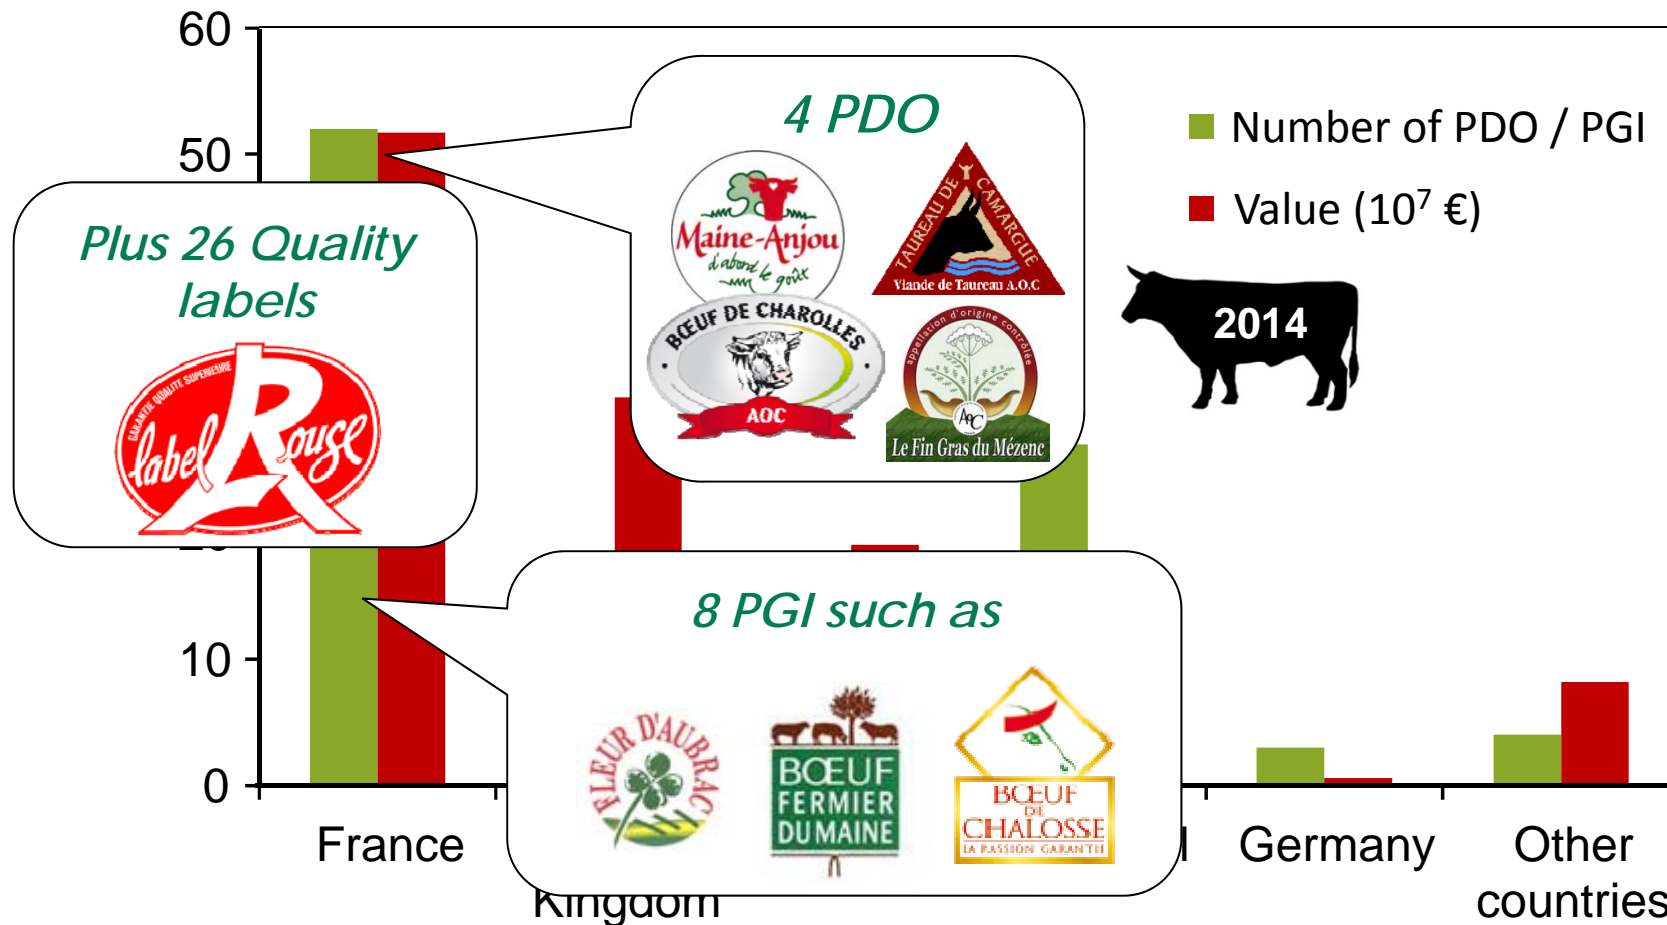 60
50
10
0
4 PDO
Maine-Anjou
d'abord le goût
TAUREAU DE CAMARGUE
Viande de Taureau A.O.C
BŒUF DE CHAROLLES
AOC
appellation d'origine contrôlée
AOC
Le Fin Gras du Mézenc
Number of PDO / PGI
Value (10⁷ €)
2014
Plus 26 Quality
labels
GARANTIE QUALITE SUPERIEURE
label Rouge
8 PGI such as
FLEUR D'AUBRAC
BŒUF
FERMIER
DU MAINE
BŒUF
DE
CHALOSSE
LA PASSION GARANTIE
France
Kingdom
Germany
Other
countries